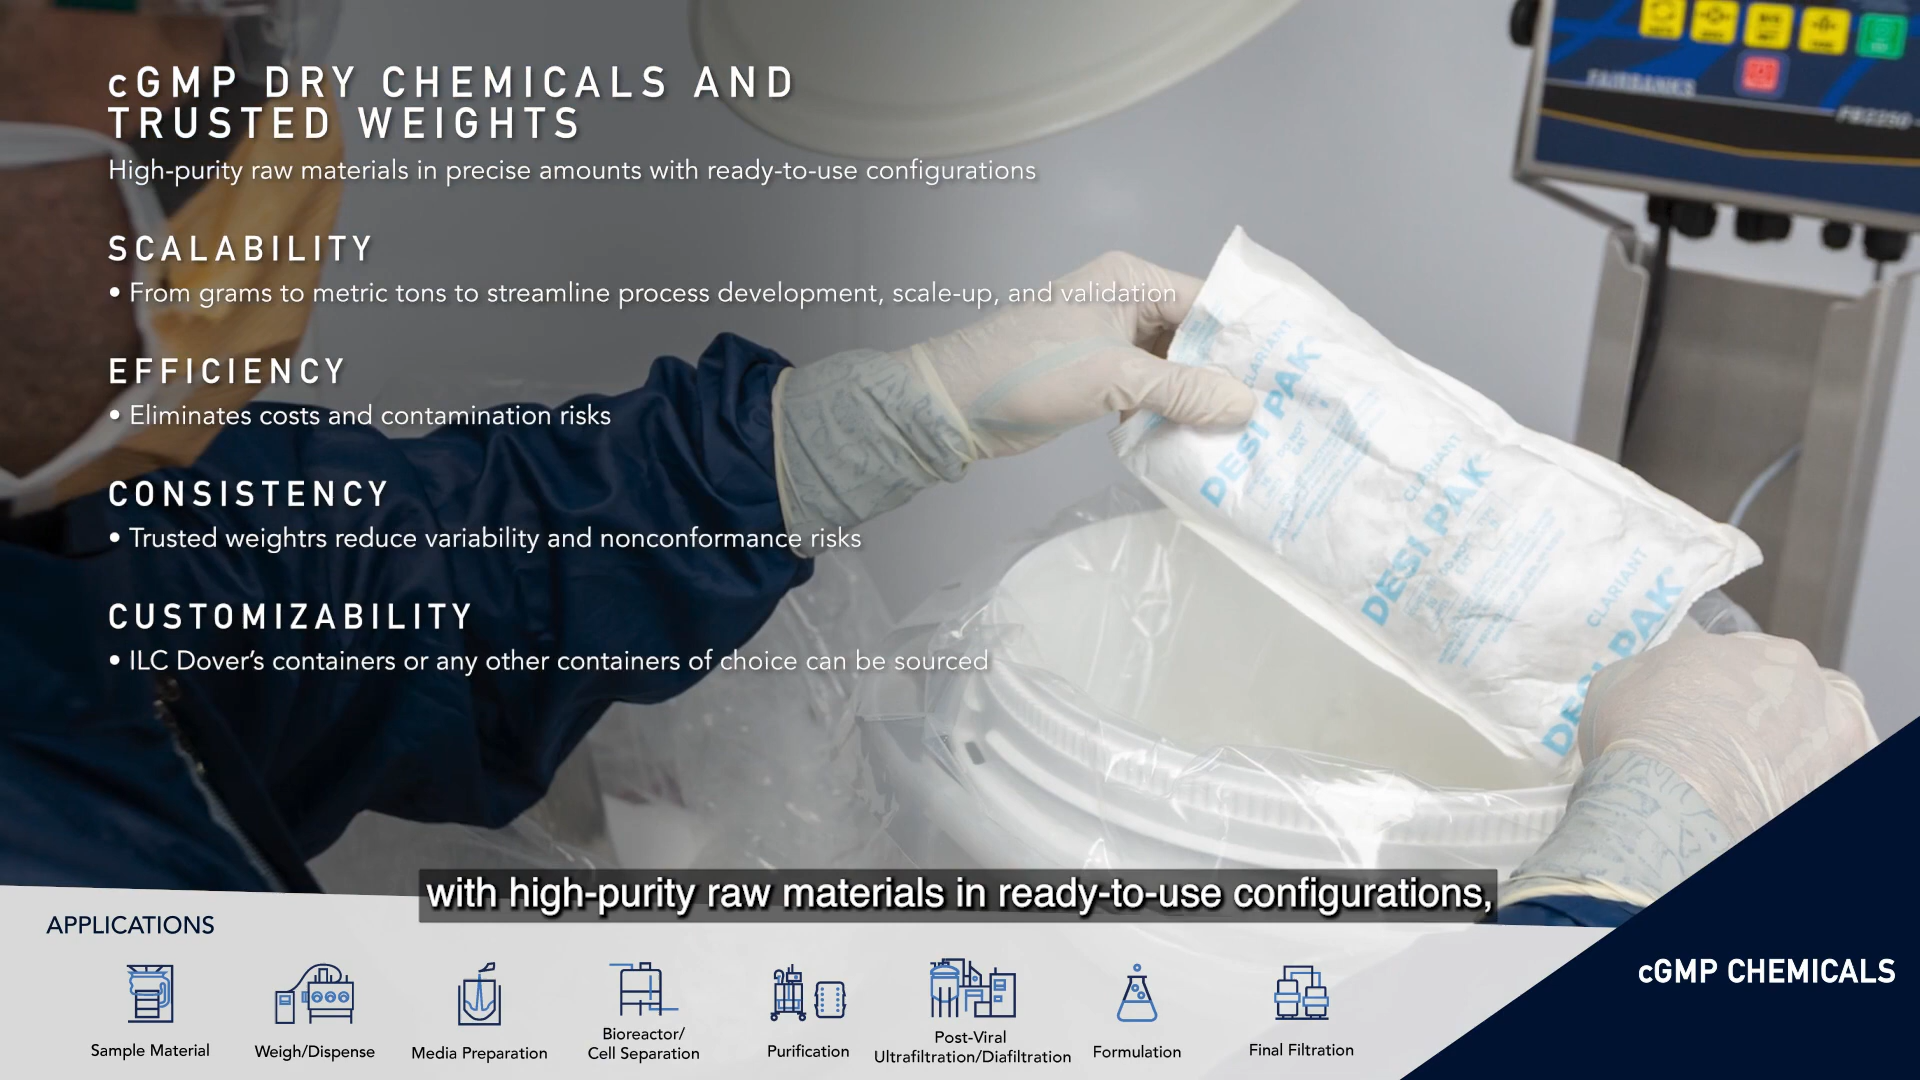 cGMP DRY CHEMICALS AND
TRUSTED WEIGHTS
High-purity raw materials in precise amounts with ready-to-use configurations
SCALABILITY
• From grams to metric tons to streamline process development, scale-up, and validation
EFFICIENCY
• Eliminates costs and contamination risks
CONSISTENCY
• Trusted weightrs reduce variability and nonconformance risks
CUSTOMIZABILITY
• ILC Dover’s containers or any other containers of choice can be sourced
FAIRBANKS
CLARIANT
DESI PAK
DO NOT
EAT
CLARIANT
DESI PAK
CLARIANT
DESI PAK
with high-purity raw materials in ready-to-use configurations,
APPLICATIONS
Sample Material
Weigh/Dispense
Media Preparation
Bioreactor/
Cell Separation
Purification
Post-Viral
Ultrafiltration/Diafiltration
Formulation
Final Filtration
cGMP CHEMICALS